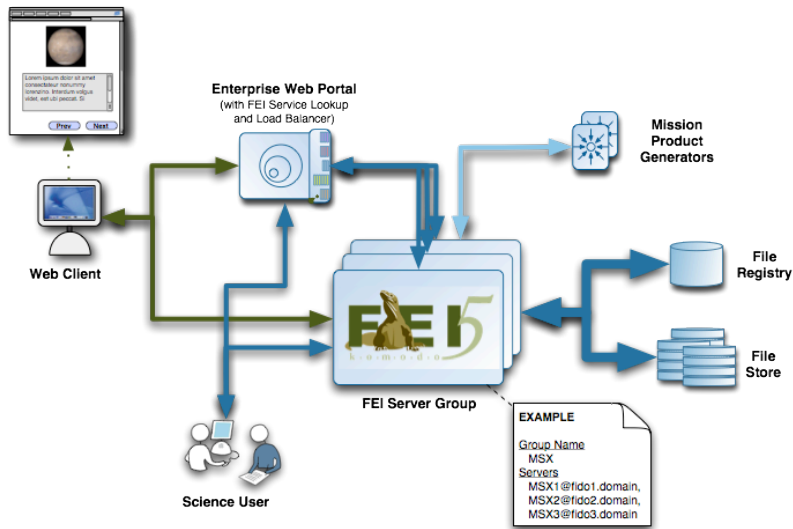 Lorem ipsum dolor sit amet
consectetuer nonummy
lorenzino. Interdum volgus
videt, est ubi peccat. Si
Prev Next
Enterprise Web Portal
(with FEI Service Lookup
and Load Balancer)
Mission
Product
Generators
Web Client
File
Registry
FEI5
komodo
File
Store
FEI Server Group
EXAMPLE
Group Name
MSX
Servers
MSX1@fido1.domain,
MSX2@fido2.domain,
MSX3@fido3.domain
Science User